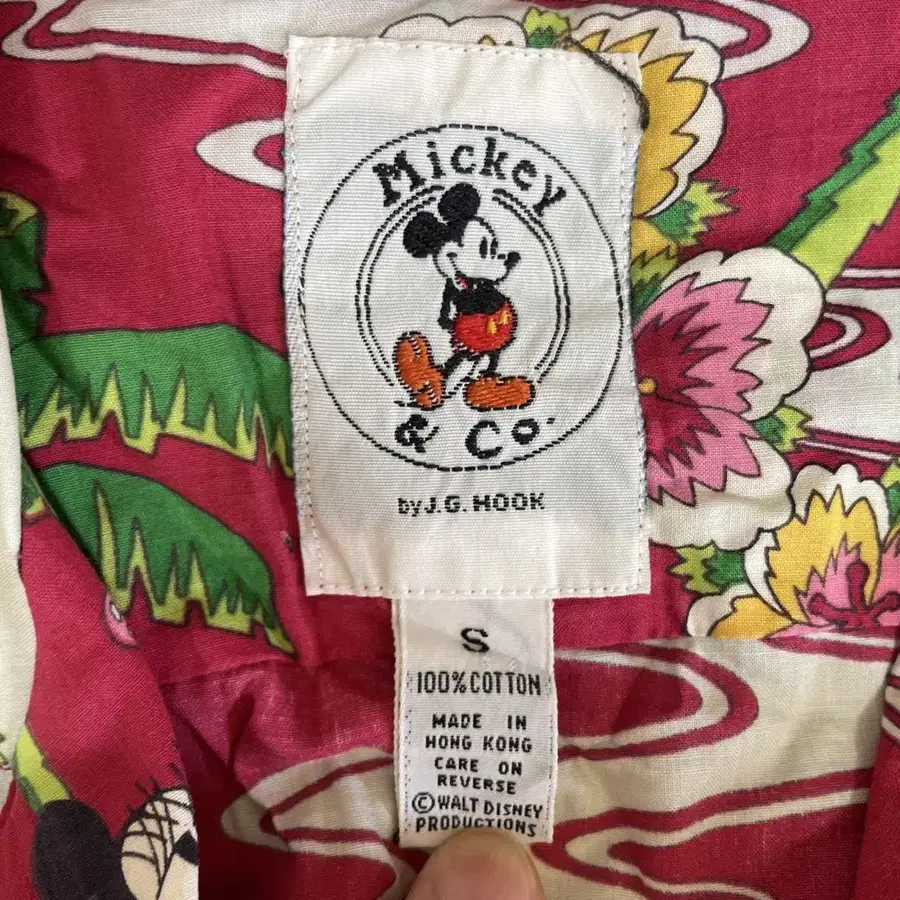 Mickey
& Co.
by J.G. HOOK
S
100% COTTON
MADE IN
HONG KONG
CARE ON
REVERSE
© WALT DISNEY
PRODUCTIONS